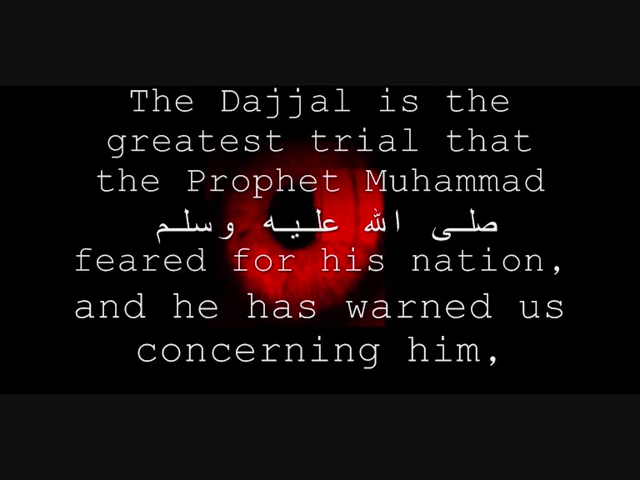 The Dajjal is the
greatest trial that
the Prophet Muhammad
صلى الله عليه وسلم
feared for his nation,
and he has warned us
concerning him,